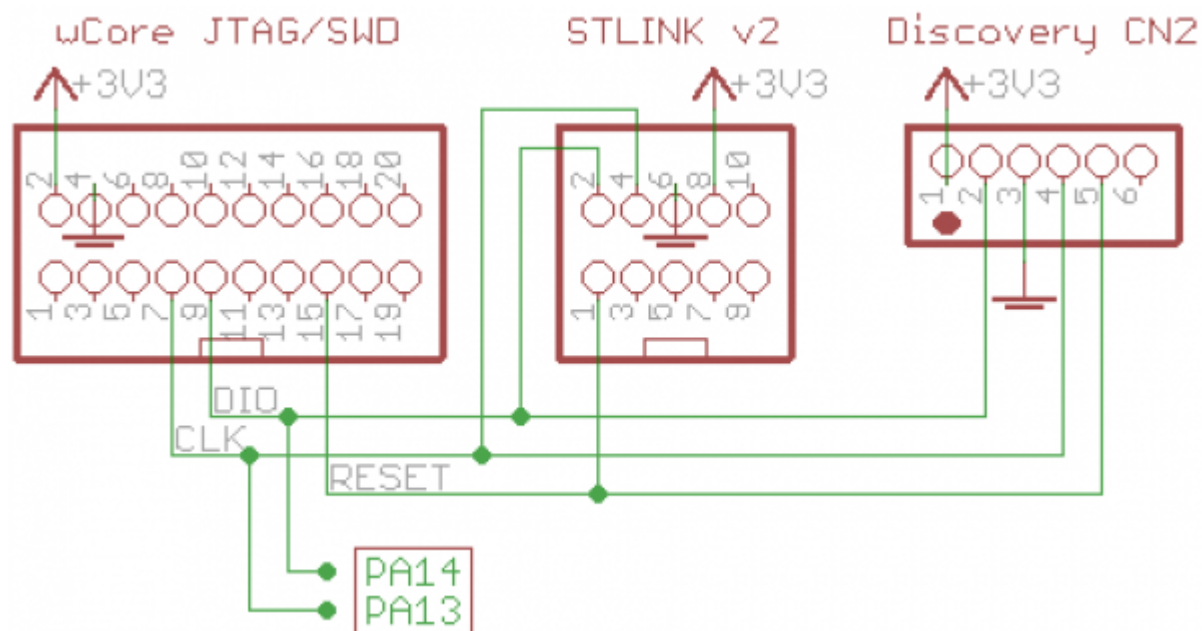 wCore JTAG/SWD
STLINK v2
Discovery CN2
+3V3
+3V3
+3V3
2 4 6 8 10 12 14 16 18 20
1 3 5 7 9 11 13 15 17 19
2 4 6 8 10
1 3 5 7 9
1 2 3 4 5 6
DIO
CLK
RESET
PA14
PA13